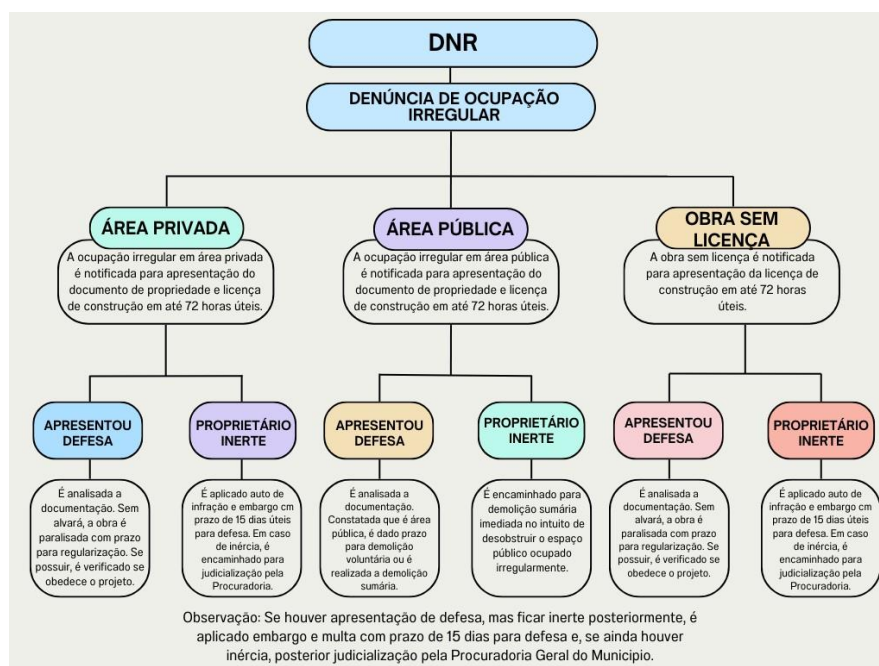 DNR
DENÚNCIA DE OCUPAÇÃO
IRREGULAR
ÁREA PRIVADA
A ocupação irregular em área privada
é notificada para apresentação do
documento de propriedade e licença
de construção em até 72 horas úteis.
ÁREA PÚBLICA
A ocupação irregular em área pública
é notificada para apresentação do
documento de propriedade e licença
de construção em até 72 horas úteis.
OBRA SEM
LICENÇA
A obra sem licença é notificada
para apresentação da licença de
construção em até 72 horas
úteis.
APRESENTOU
DEFESA
É analisada a
documentação. Sem
alvará, a obra é
paralisada com prazo
para regularização. Se
possuir, é verificado se
obedece o projeto.
PROPRIETÁRIO
INERTE
É aplicado auto de
infração e embargo cm
prazo de 15 dias úteis
para defesa. Em caso
de inércia, é
encaminhado para
judicialização pela
Procuradoria.
APRESENTOU
DEFESA
É analisada a
documentação.
Constatada que é área
pública, é dado prazo
para demolição
voluntária ou é
realizada a demolição
sumária.
PROPRIETÁRIO
INERTE
É encaminhado para
demolição sumária
imediata no intuito de
desobstruir o espaço
público ocupado
irregularmente.
APRESENTOU
DEFESA
É analisada a
documentação. Sem
alvará, a obra é
paralisada com prazo
para regularização. Se
possuir, é verificado se
obedece o projeto.
PROPRIETÁRIO
INERTE
É aplicado auto de
infração e embargo cm
prazo de 15 dias úteis
para defesa. Em caso
de inércia, é
encaminhado para
judicialização pela
Procuradoria.
Observação: Se houver apresentação de defesa, mas ficar inerte posteriormente, é
aplicado embargo e multa com prazo de 15 dias para defesa e, se ainda houver
inércia, posterior judicialização pela Procuradoria Geral do Municipio.